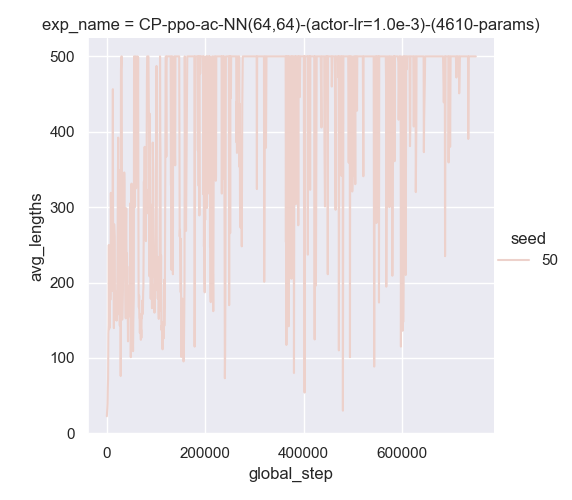 exp_name = CP-ppo-ac-NN(64,64)-(actor-lr=1.0e-3)-(4610-params)
500
400
300
200
100
0
avg_lengths
0 200000 400000 600000
global_step
seed
50